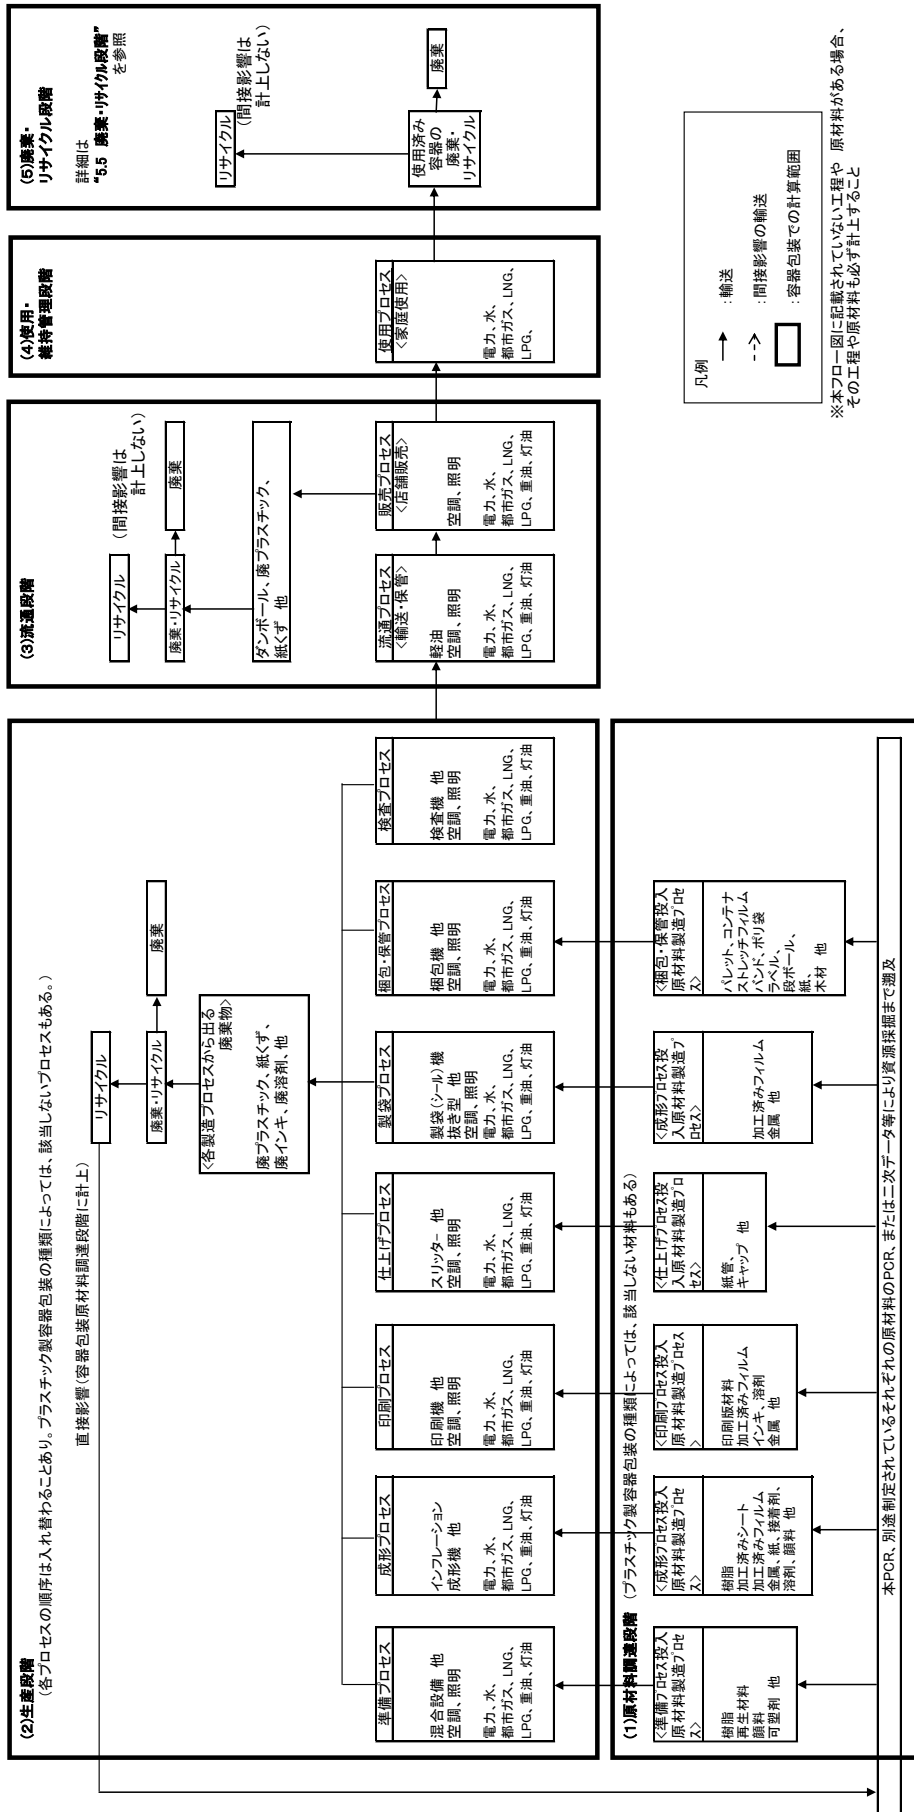 (2)生産段階
(各プロセスの順序は入れ替わることあり。プラスチック製容器包装の種類によっては、該当しないプロセスもある。)
直接影響(容器包装原材料調達段階に計上)
リサイクル
廃棄・リサイクル
廃棄
<各製造プロセスから出る
廃棄物>
廃プラスチック、紙くず、
廃インキ、廃溶剤、他
準備プロセス
混合設備 他
空調、照明
電力、水、
都市ガス、LNG、
LPG、重油、灯油
成形プロセス
インフレーション
成形機 他
電力、水、
都市ガス、LNG、
LPG、重油、灯油
印刷プロセス
印刷機 他
空調、照明
電力、水、
都市ガス、LNG、
LPG、重油、灯油
仕上げプロセス
スリッター 他
空調、照明
電力、水、
都市ガス、LNG、
LPG、重油、灯油
製袋プロセス
製袋(シール)機
抜き型 他
空調、照明
電力、水、
都市ガス、LNG、
LPG、重油、灯油
梱包・保管プロセス
梱包機 他
空調、照明
電力、水、
都市ガス、LNG、
LPG、重油、灯油
検査プロセス
検査機 他
空調、照明
電力、水、
都市ガス、LNG、
LPG、重油、灯油
(1)原材料調達段階 (プラスチック製容器包装の種類によっては、該当しない材料もある)
<準備プロセス投入
原材料製造プロセ
ス>
樹脂
再生材料
顔料
可塑剤 他
<成形プロセス投入
原材料製造プロセ
ス>
樹脂
加工済みシート
加工済みフィルム
金属、紙、接着剤、
溶剤、顔料 他
<印刷プロセス投入
原材料製造プロセス
>
印刷版材料
加工済みフィルム
インキ、溶剤
金属 他
<仕上げプロセス投
入原材料製造プロ
セス>
紙管、
キャップ 他
<成形プロセス投
入原材料製造プ
ロセス>
加工済みフィルム
金属 他
<梱包・保管投入
原材料製造プロセ
ス>
パレット、コンテナ
ストレッチフィルム
バンド、ポリ袋
ラベル、
段ボール、
紙、
木材 他
本PCR、別途制定されているそれぞれの原材料のPCR、または二次データ等により資源採掘まで遡及
(3)流通段階
リサイクル
(間接影響は
計上しない)
廃棄・リサイクル
廃棄
ダンボール、廃プラスチック、
紙くず 他
流通プロセス
<輸送・保管>
軽油
空調、照明
電力、水、
都市ガス、LNG、
LPG、重油、灯油
販売プロセス
<店舗販売>
空調、照明
電力、水、
都市ガス、LNG、
LPG、重油、灯油
(4)使用・
維持管理段階
使用プロセス
<家庭使用>
電力、水、
都市ガス、LNG、
LPG、
(5)廃棄・
リサイクル段階
詳細は
“5.5 廃棄・リサイクル段階”
を参照
リサイクル
(間接影響は
計上しない)
使用済み
容器の
廃棄・
リサイクル
廃棄
凡例
:輸送
:間接影響の輸送
:容器包装での計算範囲
※本フロー図に記載されていない工程や 原材料がある場合、
その工程や原材料も必ず計上すること